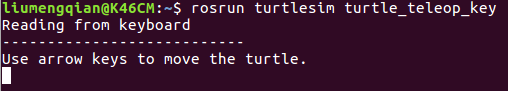 liumengqian@K46CM:~$ rosrun turtlesim turtle_teleop_key
Reading from keyboard
---------------------------
Use arrow keys to move the turtle.